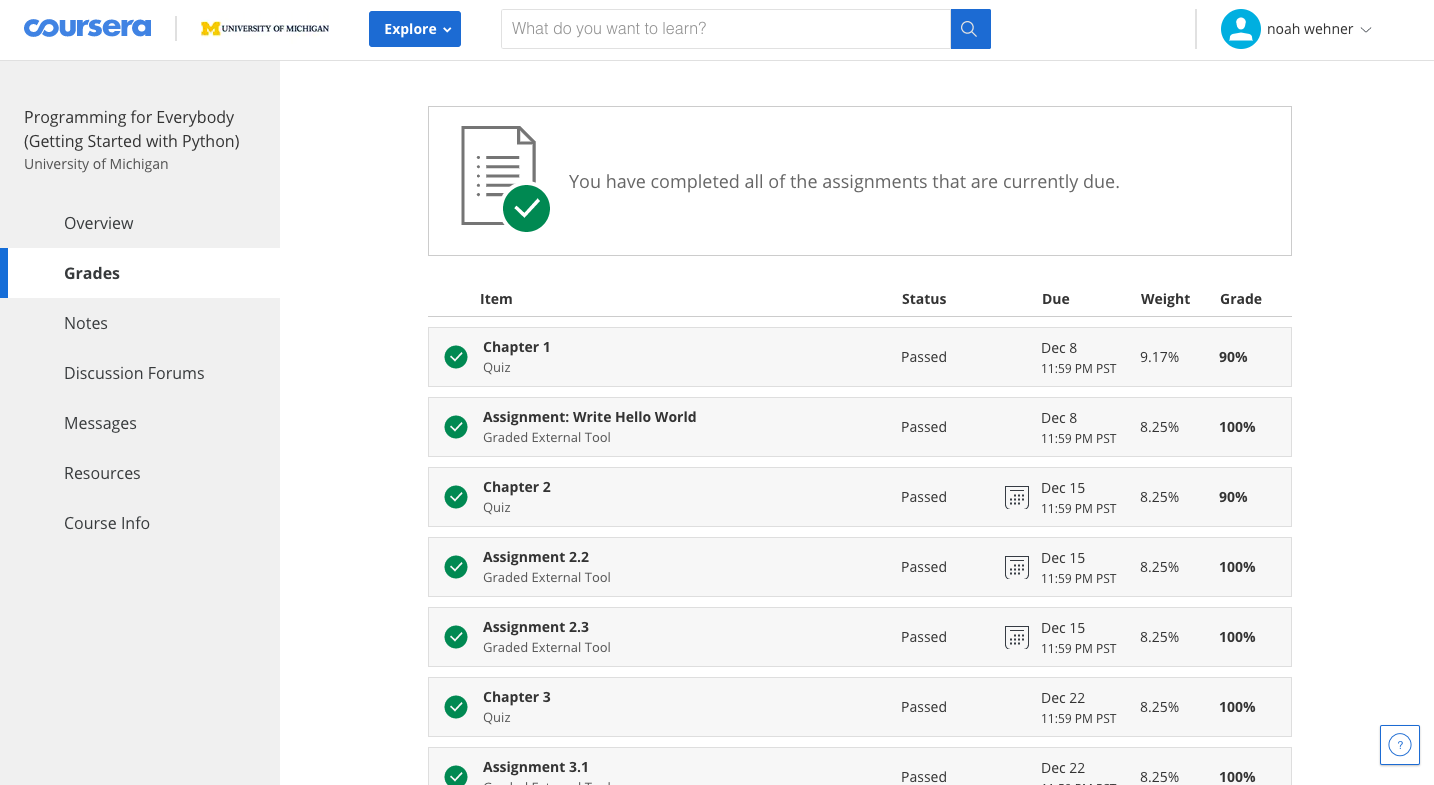 coursera
M UNIVERSITY OF MICHIGAN
Explore
What do you want to learn?
noah wehner
Programming for Everybody
(Getting Started with Python)
University of Michigan
Overview
Grades
Notes
Discussion Forums
Messages
Resources
Course Info
You have completed all of the assignments that are currently due.
Item Status Due Weight Grade
Chapter 1
Quiz
Passed
Dec 8
11:59 PM PST
9.17%
90%
Assignment: Write Hello World
Graded External Tool
Passed
Dec 8
11:59 PM PST
8.25%
100%
Chapter 2
Quiz
Passed
Dec 15
11:59 PM PST
8.25%
90%
Assignment 2.2
Graded External Tool
Passed
Dec 15
11:59 PM PST
8.25%
100%
Assignment 2.3
Graded External Tool
Passed
Dec 15
11:59 PM PST
8.25%
100%
Chapter 3
Quiz
Passed
Dec 22
11:59 PM PST
8.25%
100%
Assignment 3.1
Passed
Dec 22
8.25%
100%
?